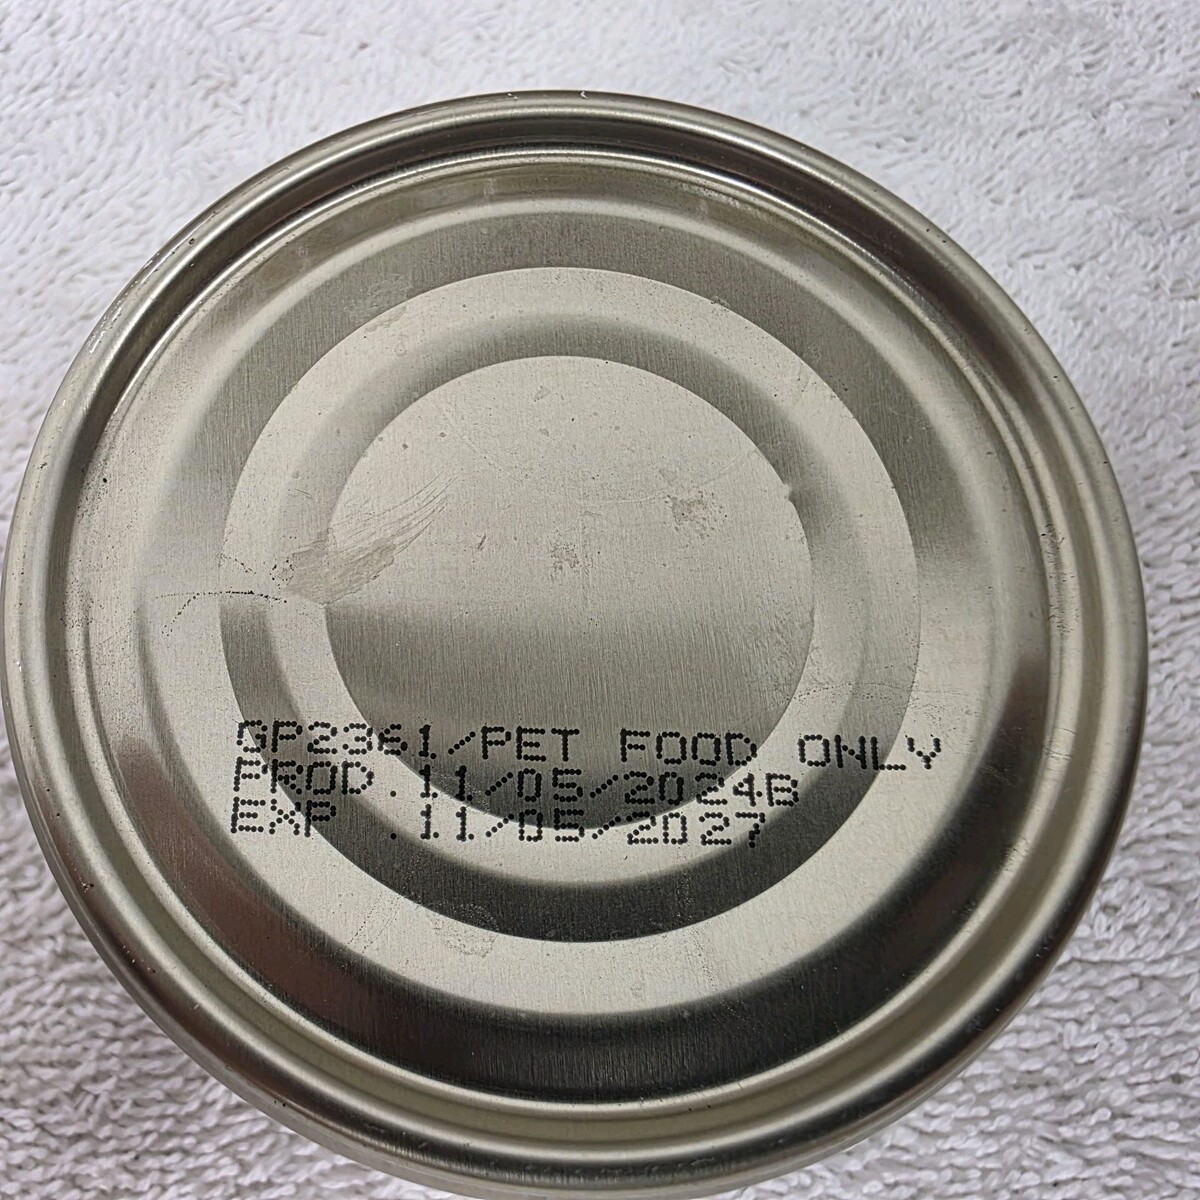 GP2361/PET FOOD ONLY
PROD.11/05/2024B
EXP .11/05/2027